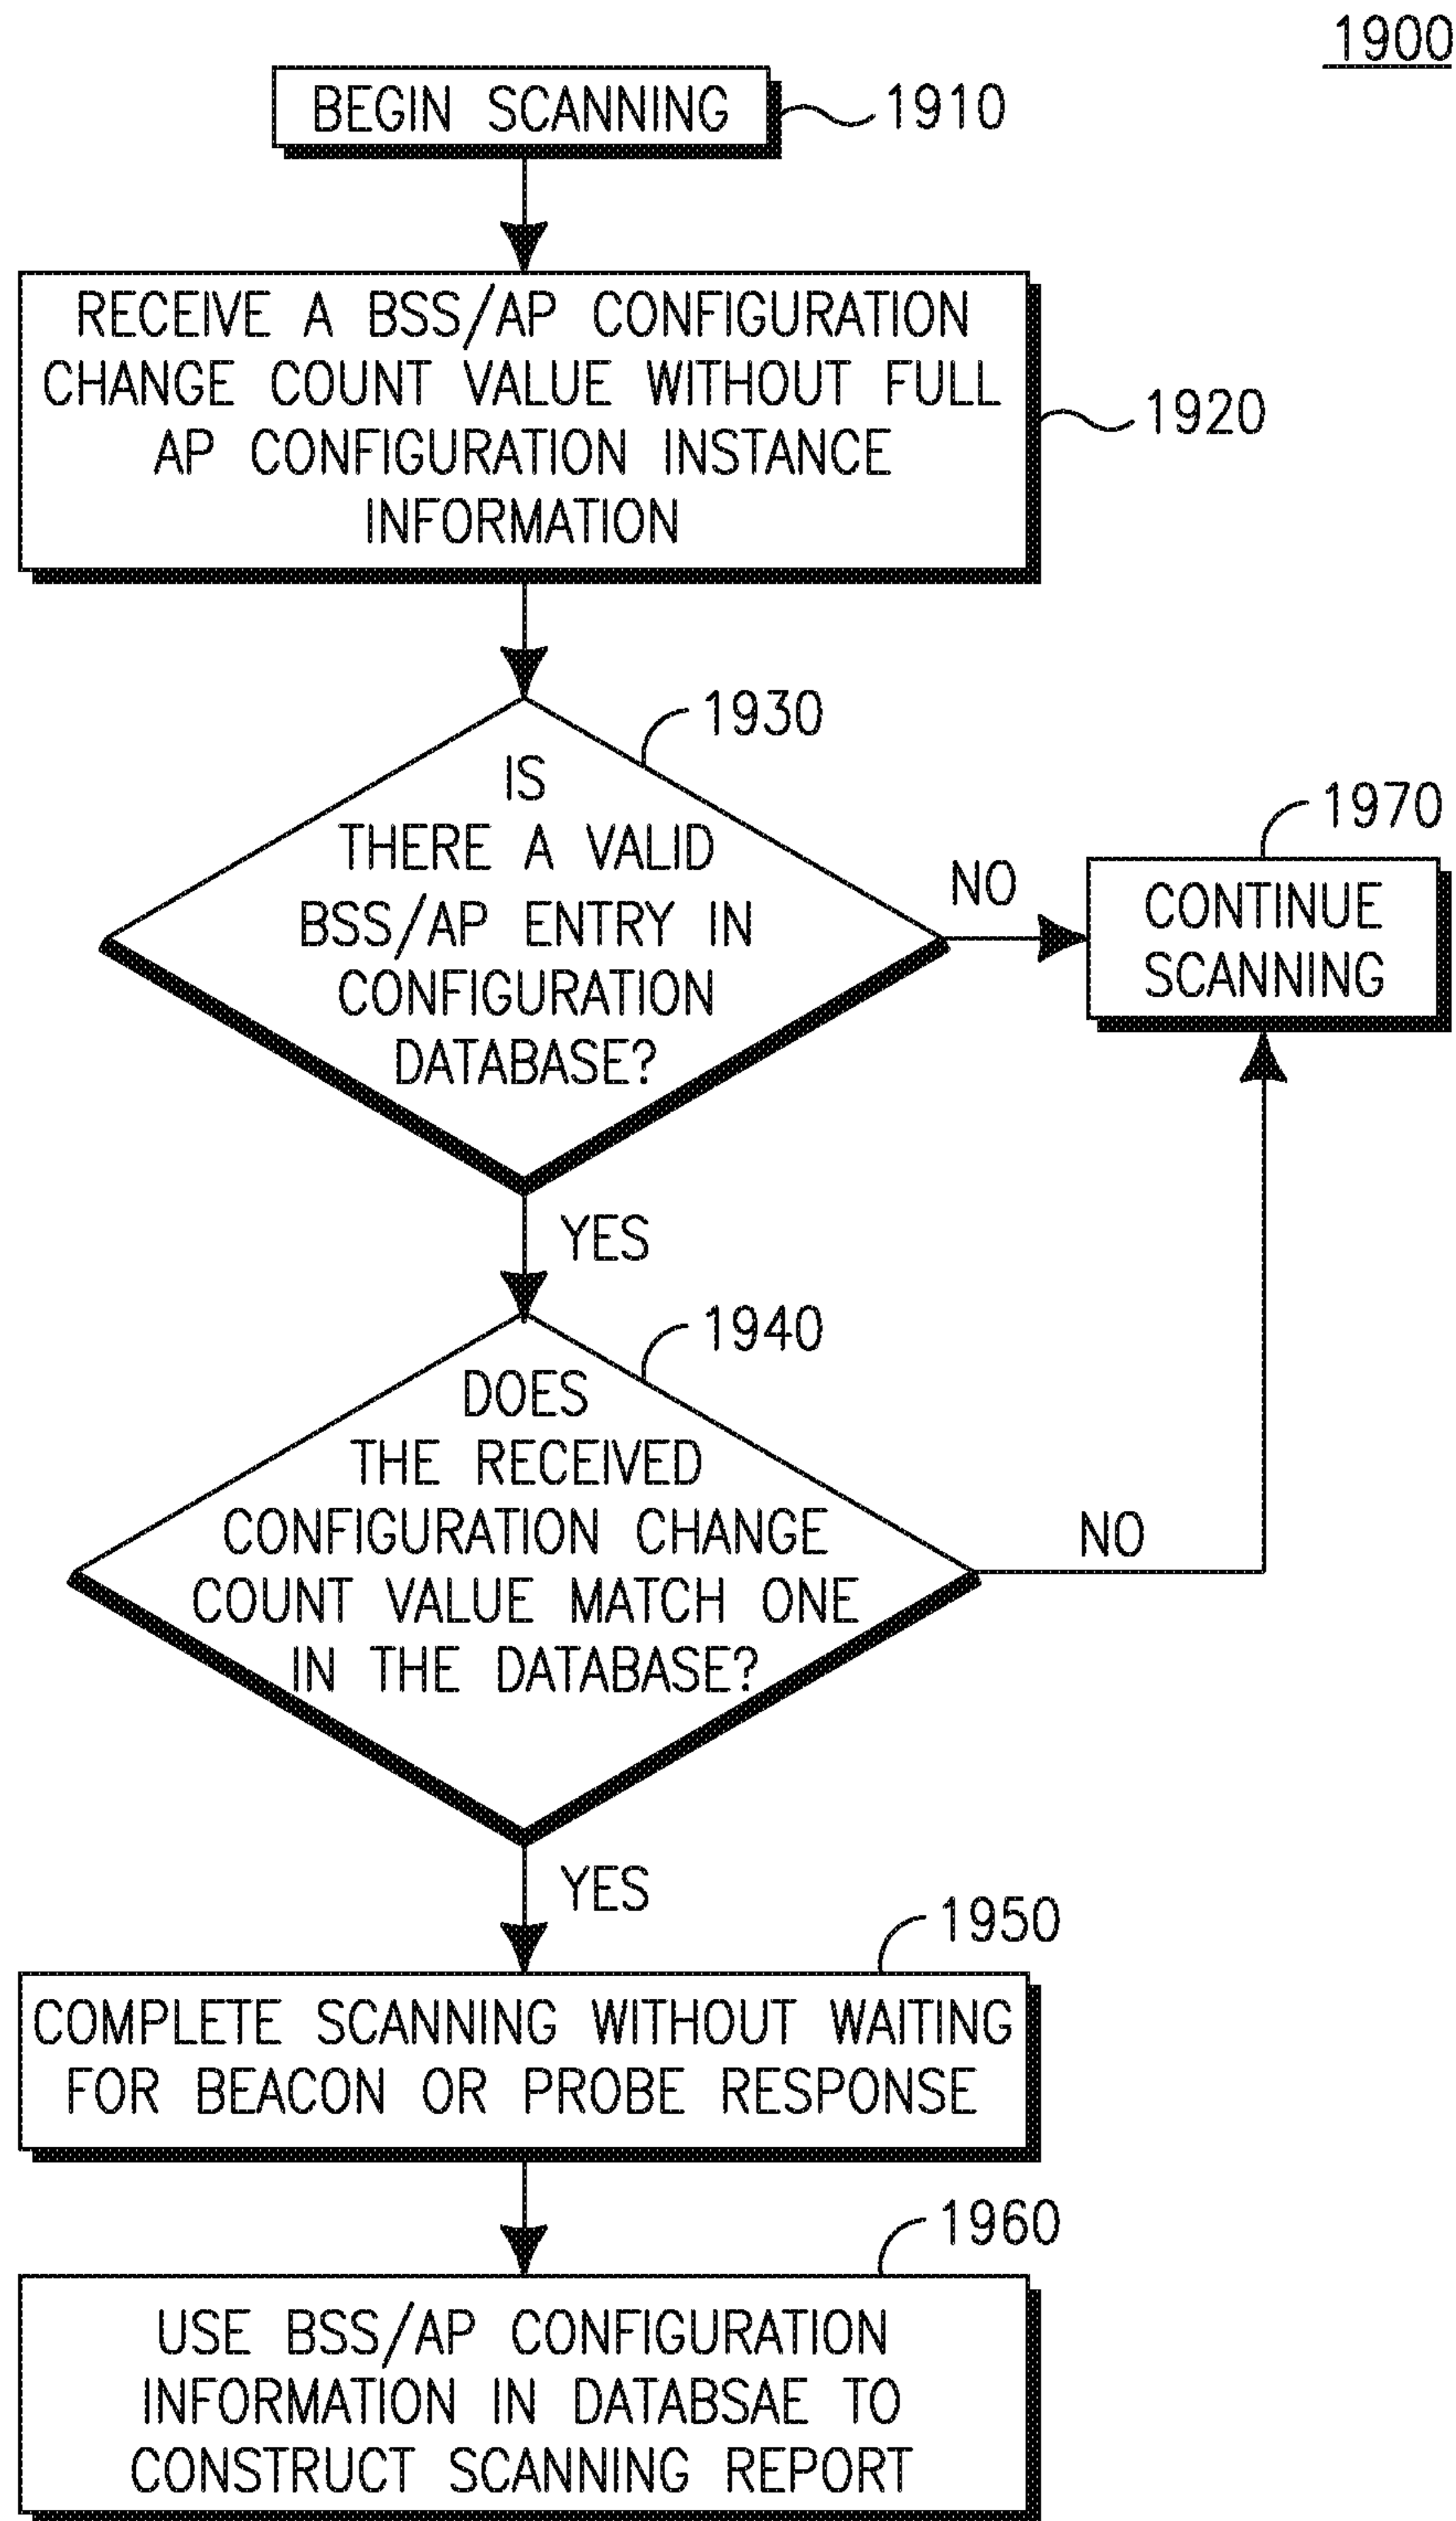 1900
BEGIN SCANNING
1910
RECEIVE A BSS/AP CONFIGURATION
CHANGE COUNT VALUE WITHOUT FULL
AP CONFIGURATION INSTANCE
INFORMATION
1920
1930
IS
THERE A VALID
BSS/AP ENTRY IN
CONFIGURATION
DATABASE?
NO
1970
CONTINUE
SCANNING
YES
1940
DOES
THE RECEIVED
CONFIGURATION CHANGE
COUNT VALUE MATCH ONE
IN THE DATABASE?
NO
YES
1950
COMPLETE SCANNING WITHOUT WAITING
FOR BEACON OR PROBE RESPONSE
1960
USE BSS/AP CONFIGURATION
INFORMATION IN DATABSAE TO
CONSTRUCT SCANNING REPORT